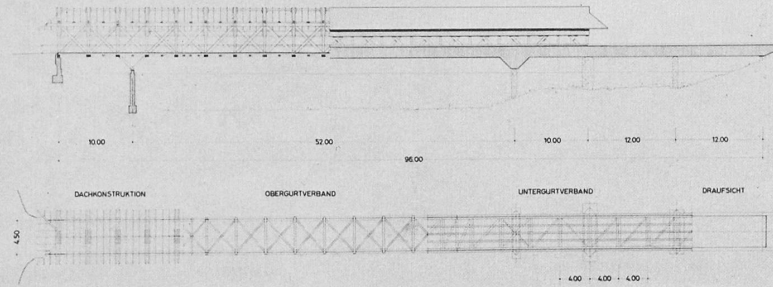 10.00 52.00 10.00 12.00 12.00
96.00
DACHKONSTRUKTION OBERGURTVERBAND UNTERGURTVERBAND DRAUFSICHT
4.50
4.00 4.00 4.00